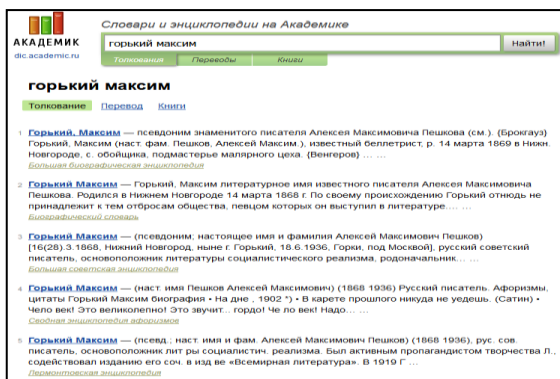 Словари и энциклопедии на Академике
АКАДЕМИК
dic.academic.ru
горький максим
Найти!
Толкования Переводы Книги
горький максим
Толкование Перевод Книги
1 Горький, Максим — псевдоним знаменитого писателя Алексея Максимовича Пешкова (см.). {Брокгауз}
Горький, Максим (наст. фам. Пешков, Алексей Максим.), известный беллетрист, р. 14 марта 1869 в Нижн.
Новгороде, с. обойщика, подмастерье малярного цеха. {Венгеров} … …
Большая биографическая энциклопедия
2 Горький Максим — Горький, Максим литературное имя известного писателя Алексея Максимовича
Пешкова. Родился в Нижнем Новгороде 14 марта 1868 г. По своему происхождению Горький отнюдь не
принадлежит к тем отбросам общества, певцом которых он выступил в литературе.… …
Биографический словарь
3 Горький Максим — (псевдоним; настоящее имя и фамилия Алексей Максимович Пешков)
[16(28).3.1868, Нижний Новгород, ныне г. Горький, 18.6.1936, Горки, под Москвой], русский советский
писатель, основоположник литературы социалистического реализма, родоначальник… …
Большая советская энциклопедия
4 Горький Максим — (наст. имя Пешков Алексей Максимович) (1868 1936) Русский писатель. Афоризмы,
цитаты Горький Максим биография • На дне , 1902 *) • В карете прошлого никуда не уедешь. (Сатин) •
Чело век! Это великолепно! Это звучит... гордо! Че ло век! Надо… …
Сводная энциклопедия афоризмов
5 Горький Максим — (псевд.; наст. имя и фам. Алексей Максимович Пешков) (1868 1936), рус. сов.
писатель, основоположник лит ры социалистич. реализма. Был активным пропагандистом творчества Л.,
содействовал изданию его соч. в изд ве «Всемирная литература». В 1919 Г…
Лермонтовская энциклопедия